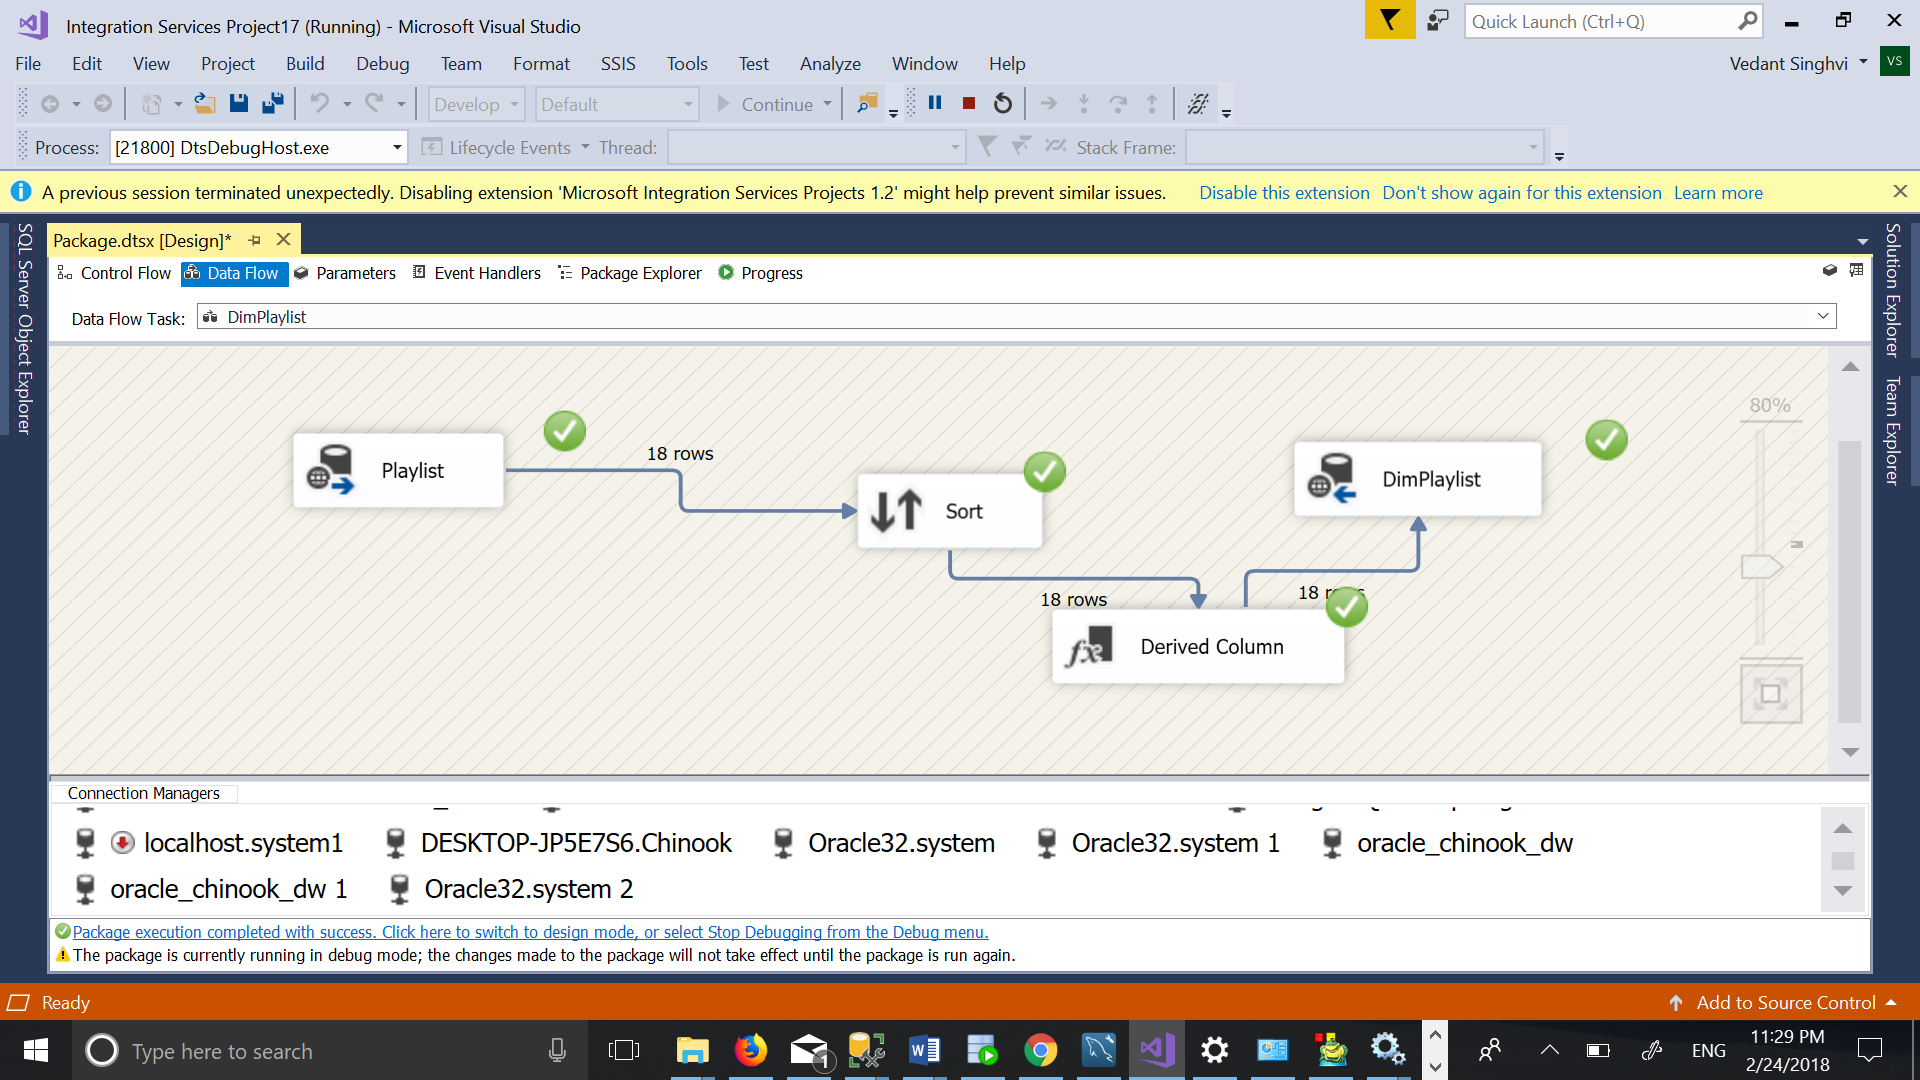 Integration Services Project17 (Running) - Microsoft Visual Studio
Quick Launch (Ctrl+Q)
File Edit View Project Build Debug Team Format SSIS Tools Test Analyze Window Help
Vedant Singhvi VS
Develop Default Continue
Process: [21800] DtsDebugHost.exe Lifecycle Events Thread: Stack Frame:
A previous session terminated unexpectedly. Disabling extension 'Microsoft Integration Services Projects 1.2' might help prevent similar issues. Disable this extension Don't show again for this extension Learn more
SQL Server Object Explorer
Package.dtsx [Design]*
Solution Explorer
Team Explorer
Control Flow Data Flow Parameters Event Handlers Package Explorer Progress
Data Flow Task: DimPlaylist
80%
Playlist
18 rows
Sort
DimPlaylist
18 rows
18
Derived Column
Connection Managers
localhost.system1 DESKTOP-JP5E7S6.Chinook Oracle32.system Oracle32.system 1 oracle_chinook_dw
oracle_chinook_dw 1 Oracle32.system 2
Package execution completed with success. Click here to switch to design mode, or select Stop Debugging from the Debug menu.
The package is currently running in debug mode; the changes made to the package will not take effect until the package is run again.
Ready
Add to Source Control
Type here to search
1
ENG
11:29 PM
2/24/2018